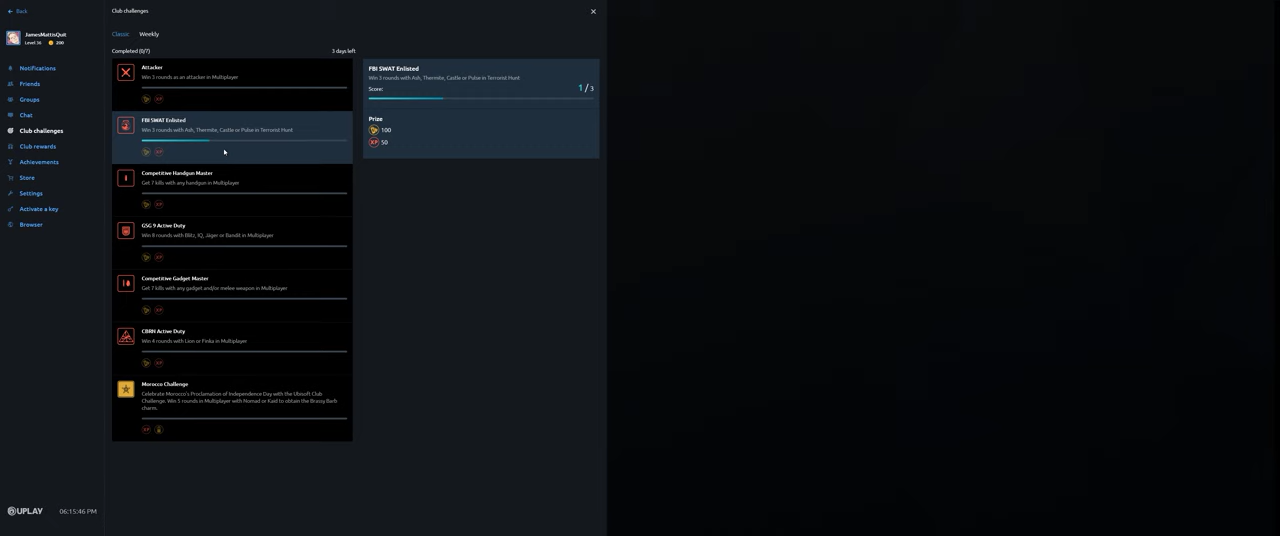 Back
Club challenges
JamesMattisQuit
Level 36 200
Classic Weekly
Completed (0/7) 3 days left
Notifications
Friends
Groups
Chat
Club challenges
Club rewards
Achievements
Store
Settings
Activate a key
Browser
Attacker
Win 3 rounds as an attacker in Multiplayer
XP
FBI SWAT Enlisted
Win 3 rounds with Ash, Thermite, Castle or Pulse in Terrorist Hunt
XP
Competitive Handgun Master
Get 7 kills with any handgun in Multiplayer
XP
GSG 9 Active Duty
Win 8 rounds with Blitz, IQ, Jäger or Bandit in Multiplayer
XP
Competitive Gadget Master
Get 7 kills with any gadget and/or melee weapon in Multiplayer
XP
CBRN Active Duty
Win 4 rounds with Lion or Finka in Multiplayer
XP
Morocco Challenge
Celebrate Morocco's Proclamation of Independence Day with the Ubisoft Club
Challenge. Win 5 rounds in Multiplayer with Nomad or Kaid to obtain the Brassy Barb
charm.
XP
FBI SWAT Enlisted
Win 3 rounds with Ash, Thermite, Castle or Pulse in Terrorist Hunt
Score: 1 / 3
Prize
100
XP 50
UPLAY 06:15:46 PM